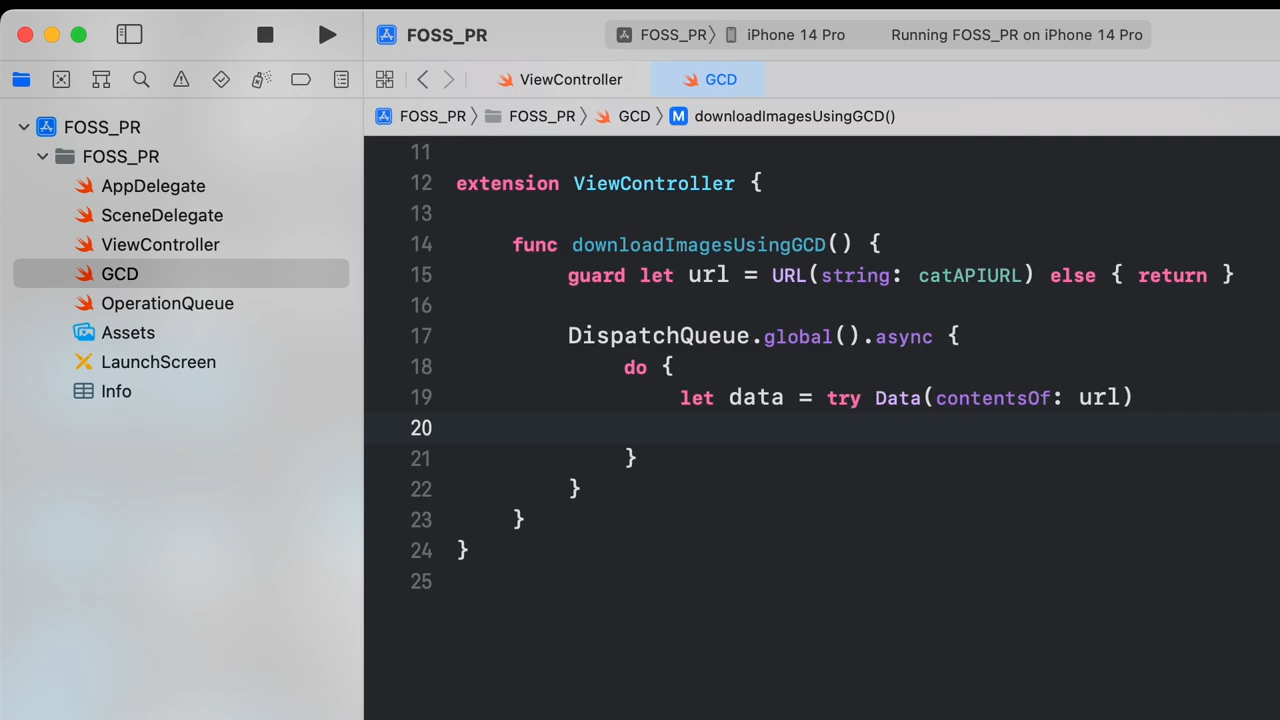 FOSS_PR
FOSS_PR
iPhone 14 Pro
Running FOSS_PR on iPhone 14 Pro
ViewController
GCD
FOSS_PR
FOSS_PR
GCD
M
downloadImagesUsingGCD()
FOSS_PR
FOSS_PR
AppDelegate
SceneDelegate
ViewController
GCD
OperationQueue
Assets
LaunchScreen
Info
11
12 extension ViewController {
13
14 func downloadImagesUsingGCD() {
15 guard let url = URL(string: catAPIURL) else { return }
16
17 DispatchQueue.global().async {
18 do {
19 let data = try Data(contentsOf: url)
20
21 }
22 }
23 }
24 }
25